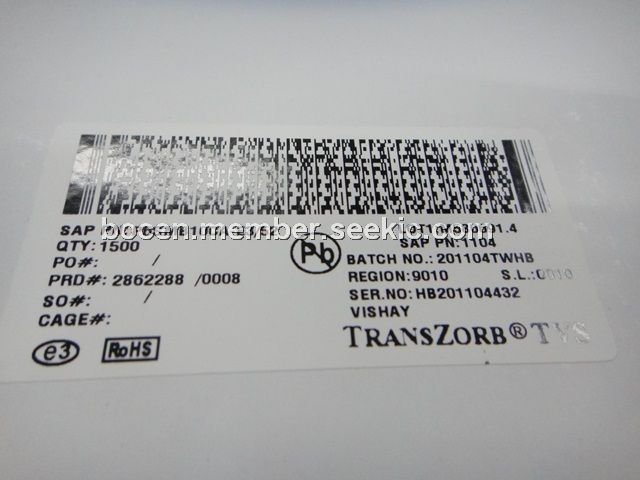 bocen.member.seekic.com
SAP
QTY: 1500
PO#: /
PRD#: 2862288 /0008
SO#: /
CAGE#:
e3 RoHS
Pb
SAP PN: 1104
BATCH NO.: 201104TWHB
REGION: 9010 S.L.: 0010
SER.NO: HB201104432
VISHAY
TRANSZORB® TVS